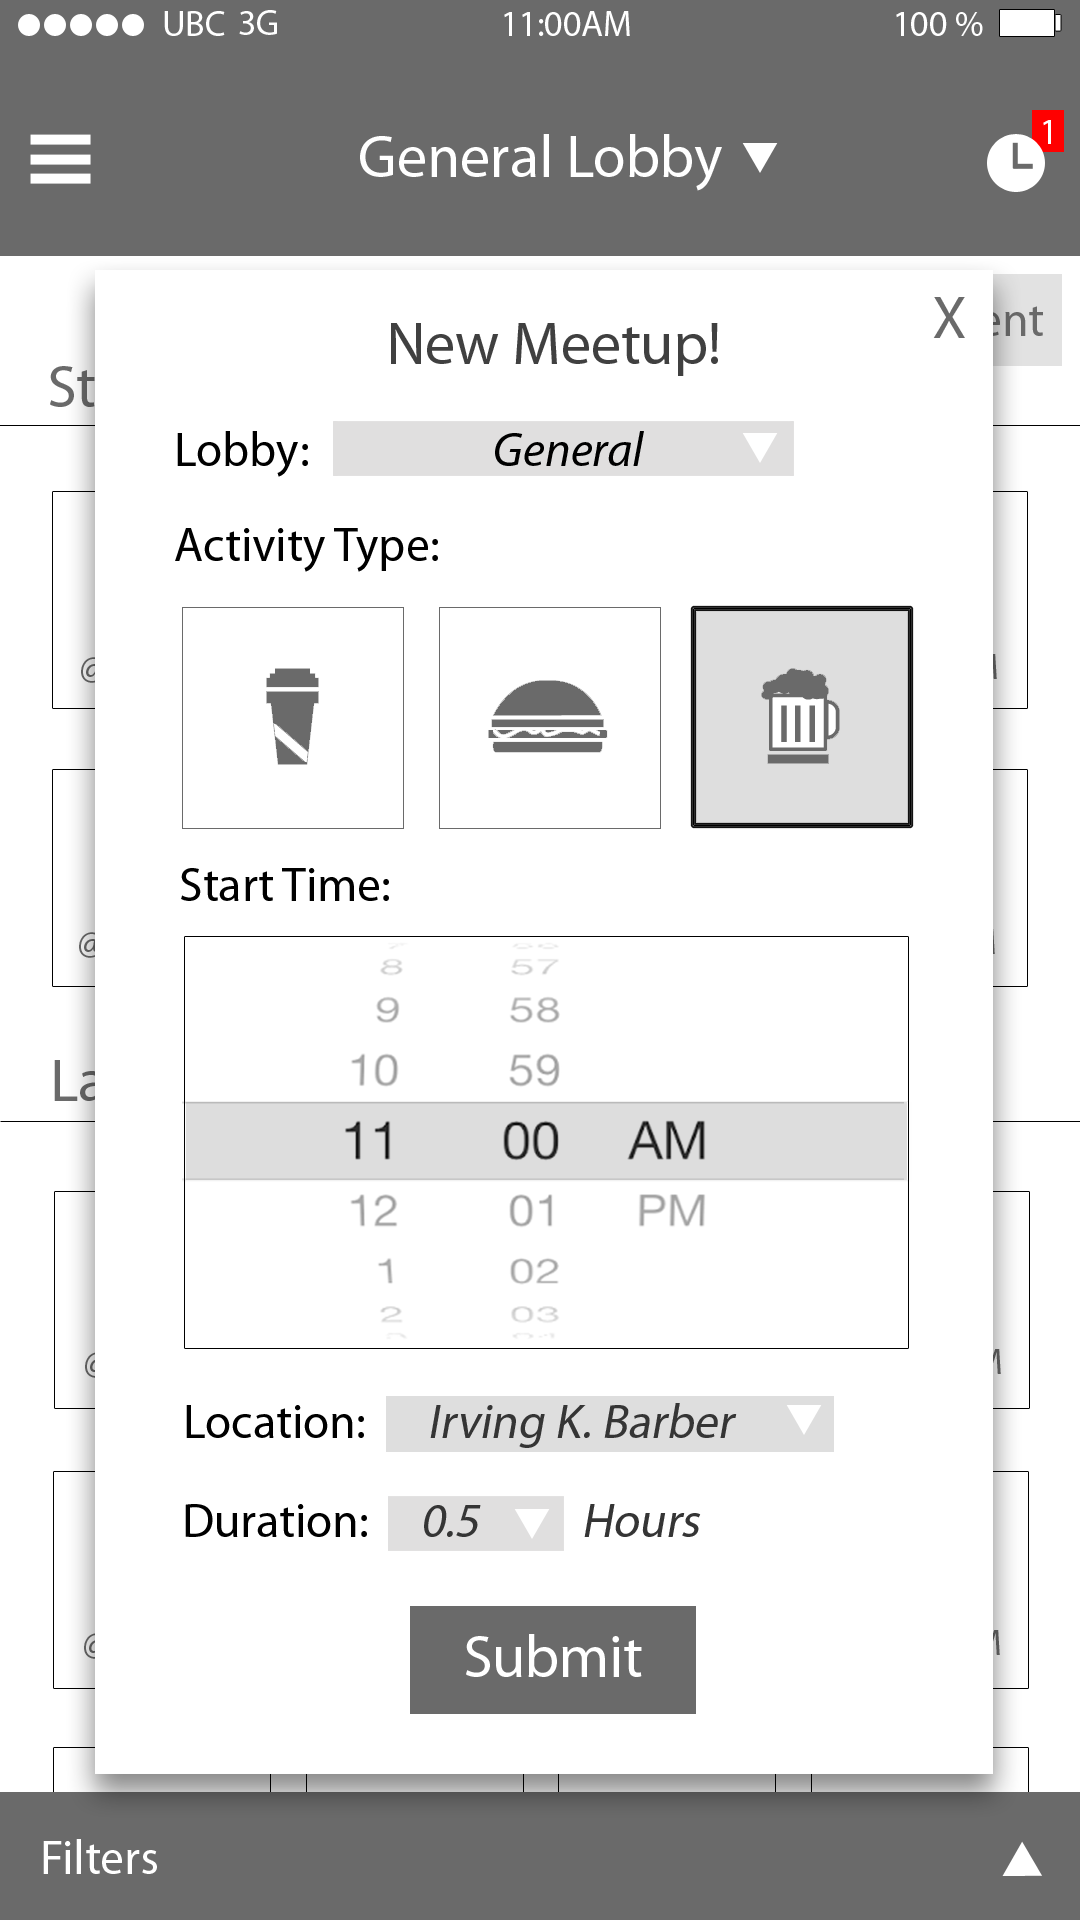 UBC 3G 11:00AM 100 %
General Lobby
1
New Meetup!
X
ent
St
Lobby: General
Activity Type:
@
Start Time:
8 57
9 58
10 59
11 00 AM
12 01 PM
1 02
2 03
@
La
@
@
Location: Irving K. Barber
Duration: 0.5 Hours
Submit
Filters